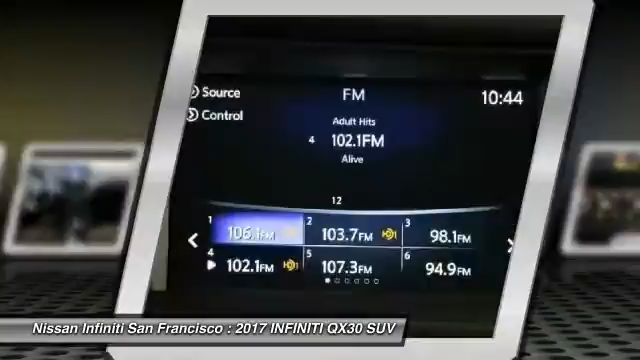 Source
FM
10:44
Control
Adult Hits
4 102.1FM
Alive
12
1 106.1FM
2 103.7FM HD1
3 98.1FM
4 102.1FM HD1
5 107.3FM
6 94.9FM
Nissan Infiniti San Francisco : 2017 INFINITI QX30 SUV